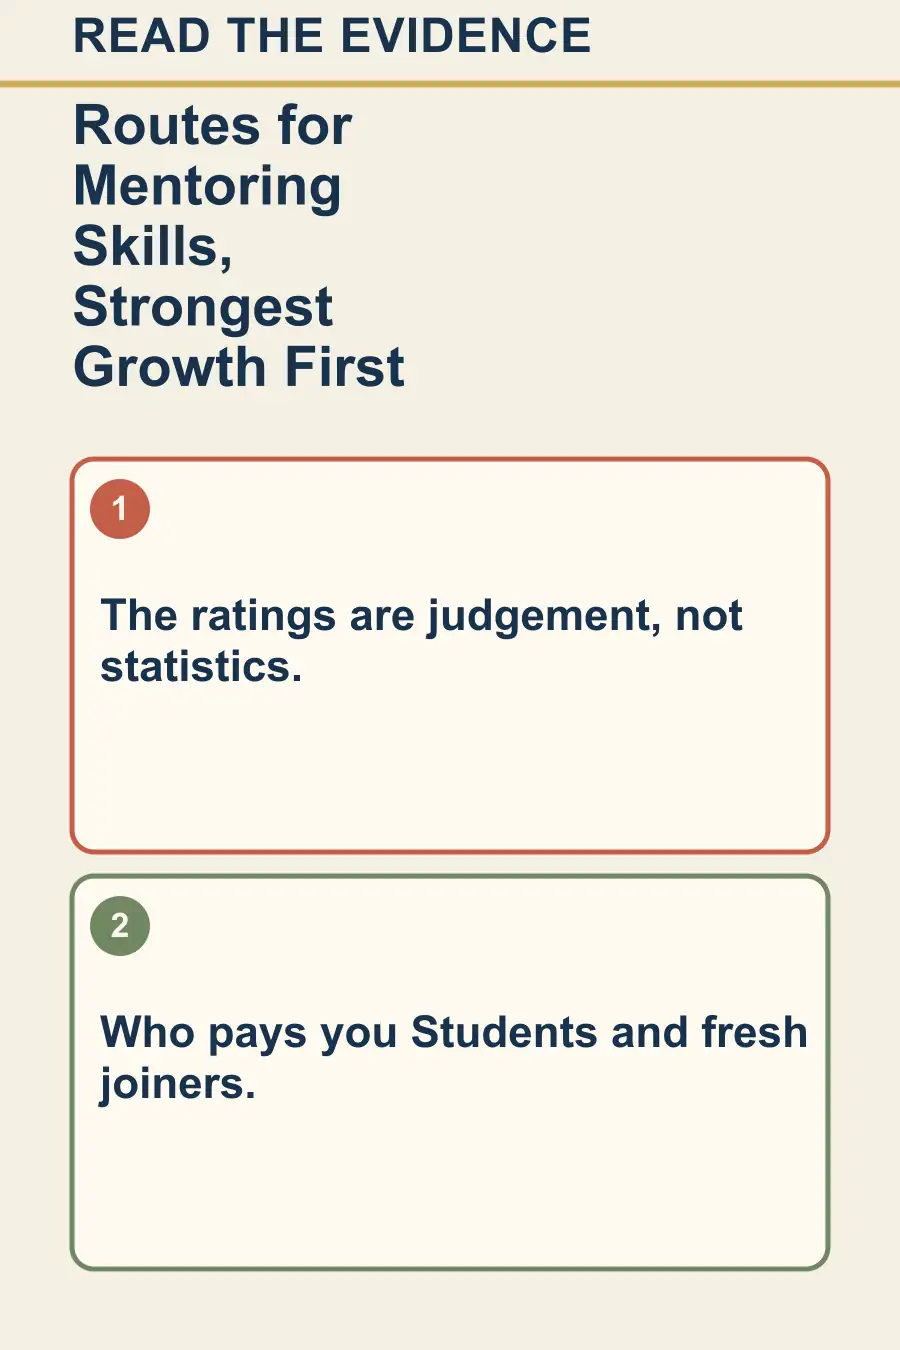 READ THE EVIDENCE
Routes for
Mentoring
Skills,
Strongest
Growth First
1
The ratings are judgement, not
statistics.
2
Who pays you Students and fresh
joiners.